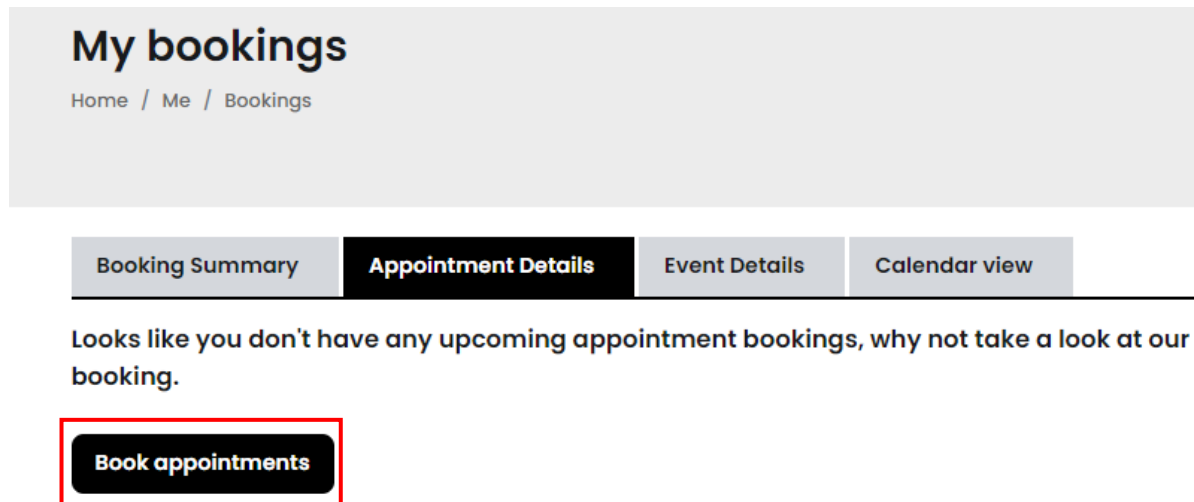 My bookings
Home / Me / Bookings
Booking Summary Appointment Details Event Details Calendar view
Looks like you don't have any upcoming appointment bookings, why not take a look at our
booking.
Book appointments